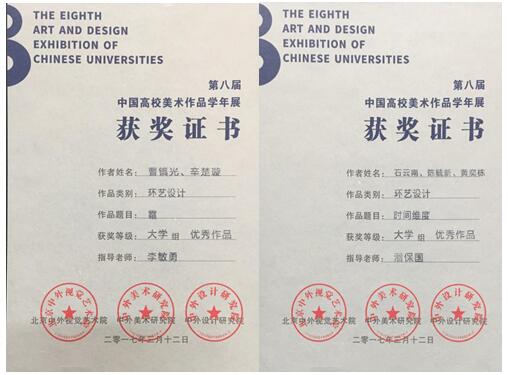 THE EIGHTH
ART AND DESIGN
EXHIBITION OF
CHINESE UNIVERSITIES
第八届
中国高校美术作品学年展
获奖证书
作者姓名：曹镇光、辛楚漩
作品类别：环艺设计
作品题目：
获奖等级：大学 组 优秀作品
指导老师：李敏勇
北京中外视觉艺术院 中外美术研究院 中外设计研究院
二零一七年三月十二日
THE EIGHTH
ART AND DESIGN
EXHIBITION OF
CHINESE UNIVERSITIES
第八届
中国高校美术作品学年展
获奖证书
作者姓名：石云南、陈毓新、黄奕栋
作品类别：环艺设计
作品题目：时间维度
获奖等级：大学 组 优秀作品
指导老师：保国
北京中外视觉艺术院 中外美术研究院 中外设计研究院
二零一七年三月十二日